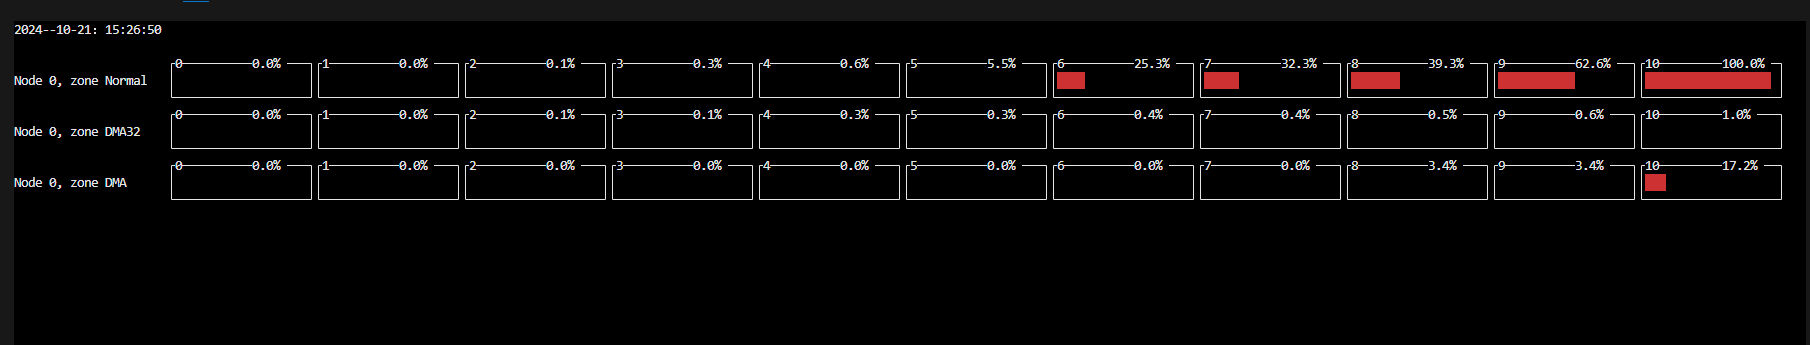 2024--10-21: 15:26:50
0 0.0% 1 0.0% 2 0.1% 3 0.3% 4 0.6% 5 5.5% 6 25.3% 7 32.3% 8 39.3% 9 62.6% 10 100.0%
Node 0, zone Normal
0 0.0% 1 0.0% 2 0.1% 3 0.1% 4 0.3% 5 0.3% 6 0.4% 7 0.4% 8 0.5% 9 0.6% 10 1.0%
Node 0, zone DMA32
0 0.0% 1 0.0% 2 0.0% 3 0.0% 4 0.0% 5 0.0% 6 0.0% 7 0.0% 8 3.4% 9 3.4% 10 17.2%
Node 0, zone DMA